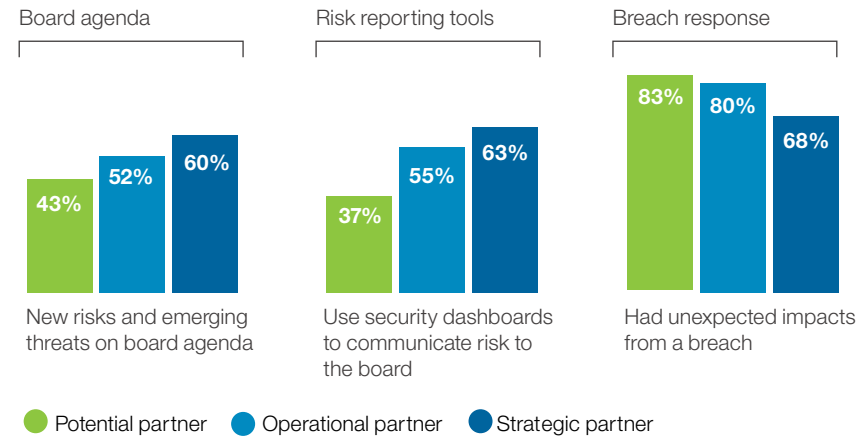 Board agenda
43%
52%
60%
New risks and emerging
threats on board agenda
Risk reporting tools
37%
55%
63%
Use security dashboards
to communicate risk to
the board
Breach response
83%
80%
68%
Had unexpected impacts
from a breach
Potential partner
Operational partner
Strategic partner